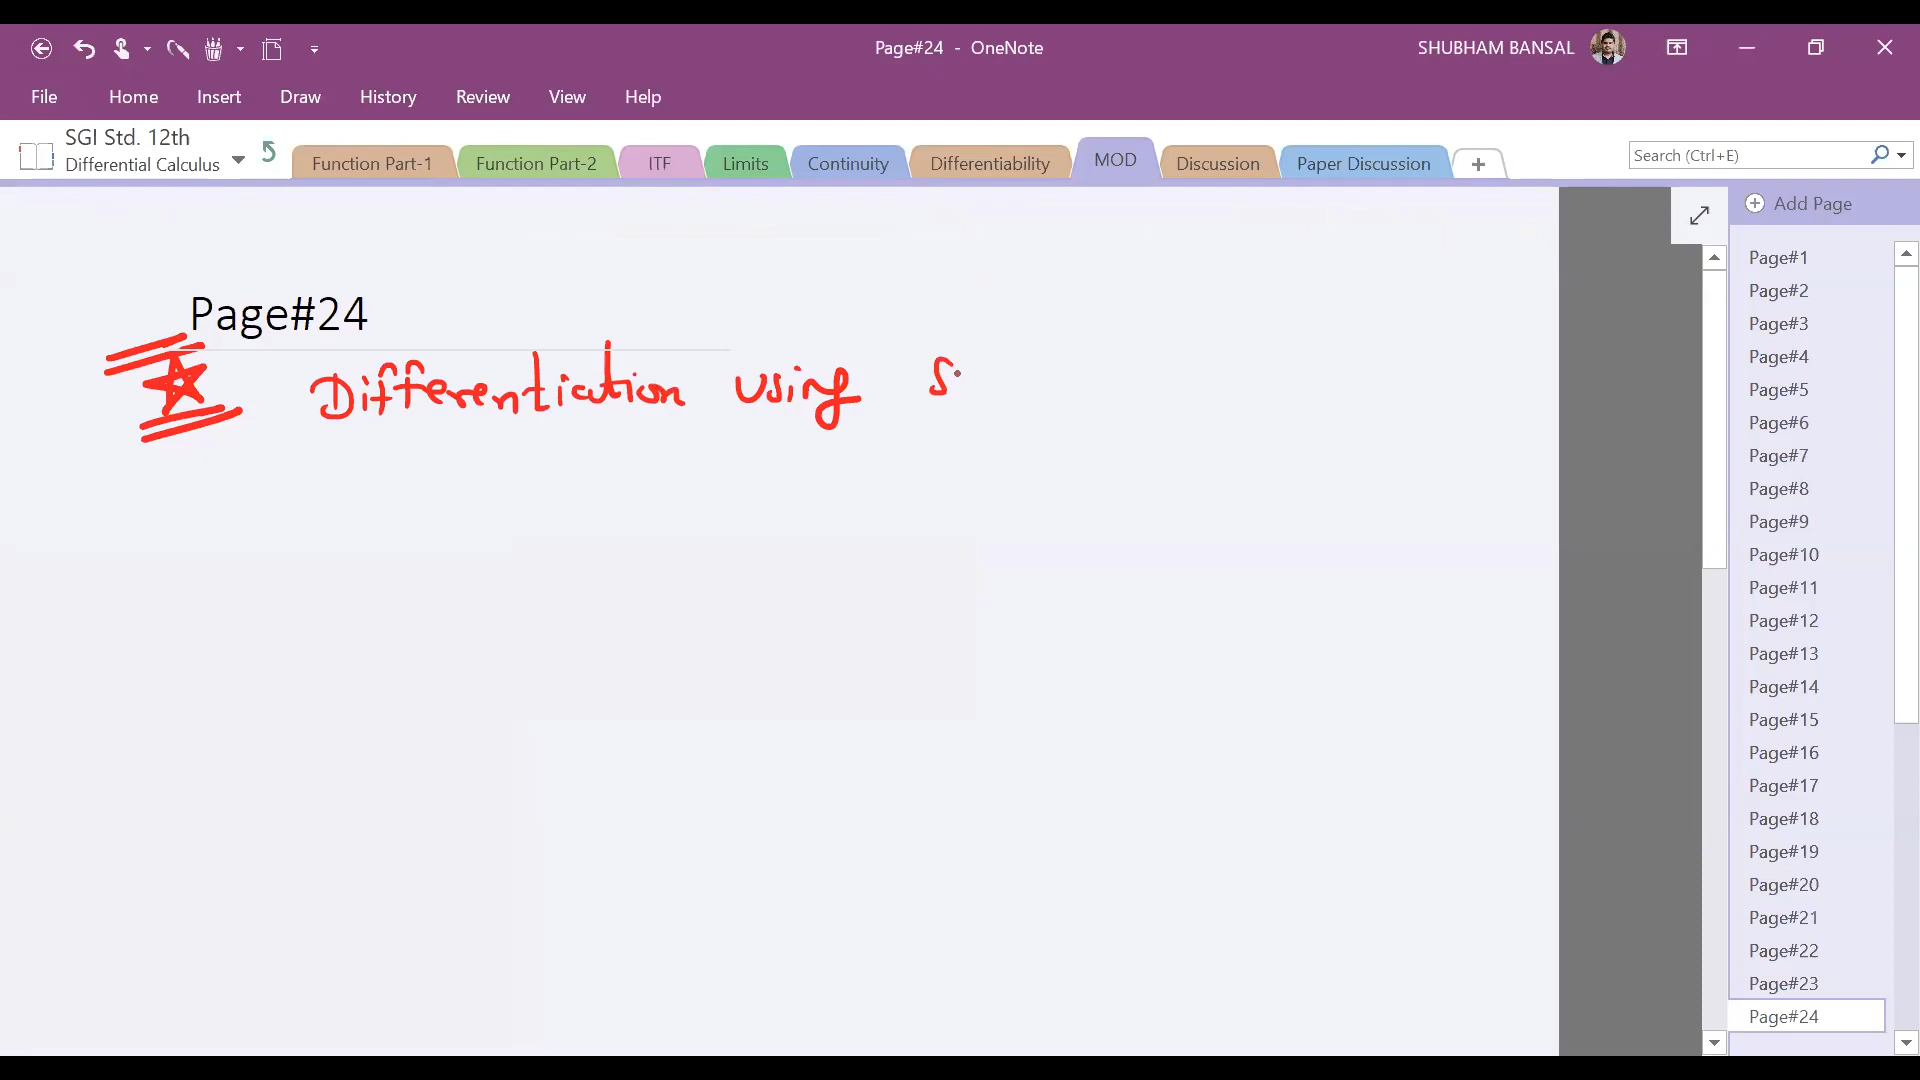 Page#24 - OneNote
SHUBHAM BANSAL
File Home Insert Draw History Review View Help
SGI Std. 12th
Differential Calculus
Function Part-1 Function Part-2 ITF Limits Continuity Differentiability MOD Discussion Paper Discussion +
Search (Ctrl+E)
Add Page
Page#24
Differentiation using S
Page#1
Page#2
Page#3
Page#4
Page#5
Page#6
Page#7
Page#8
Page#9
Page#10
Page#11
Page#12
Page#13
Page#14
Page#15
Page#16
Page#17
Page#18
Page#19
Page#20
Page#21
Page#22
Page#23
Page#24